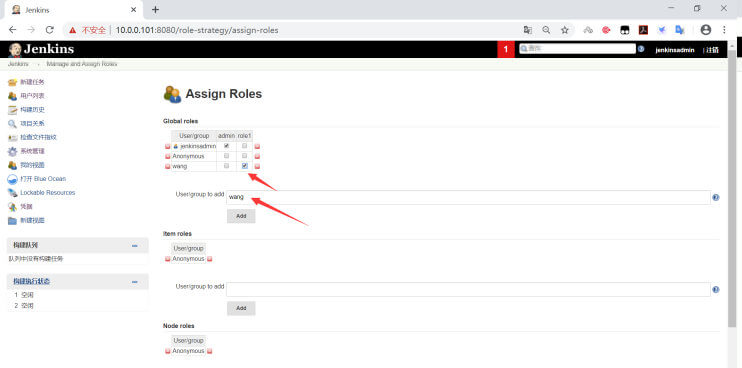 Assign Roles [Jenkins]
不安全 | 10.0.0.101:8080/role-strategy/assign-roles
Jenkins
1
jenkinsadmin
| 注销
Jenkins
Manage and Assign Roles
新建任务
用户列表
构建历史
项目关系
检查文件指纹
系统管理
我的视图
打开 Blue Ocean
Lockable Resources
凭据
新建视图
构建队列
队列中没有构建任务
构建执行状态
1 空闲
2 空闲
Assign Roles
Global roles
User/group admin role1
jenkinsadmin
Anonymous
wang
User/group to add wang
Add
Item roles
User/group
Anonymous
User/group to add
Add
Node roles
User/group
Anonymous